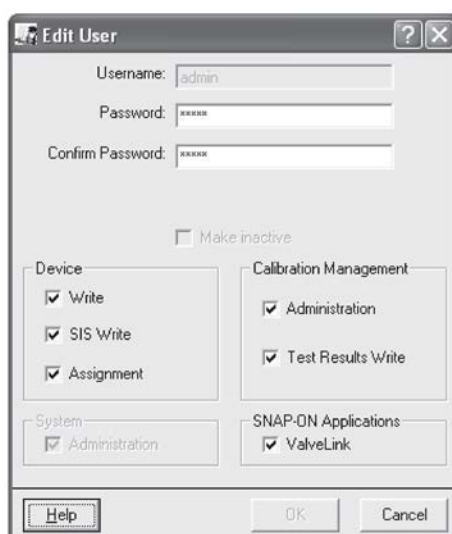 Edit User
Username: admin
Password: *****
Confirm Password: *****
Make inactive
Device
Write
SIS Write
Assignment
Calibration Management
Administration
Test Results Write
System
Administration
SNAP-ON Applications
ValveLink
Help OK Cancel